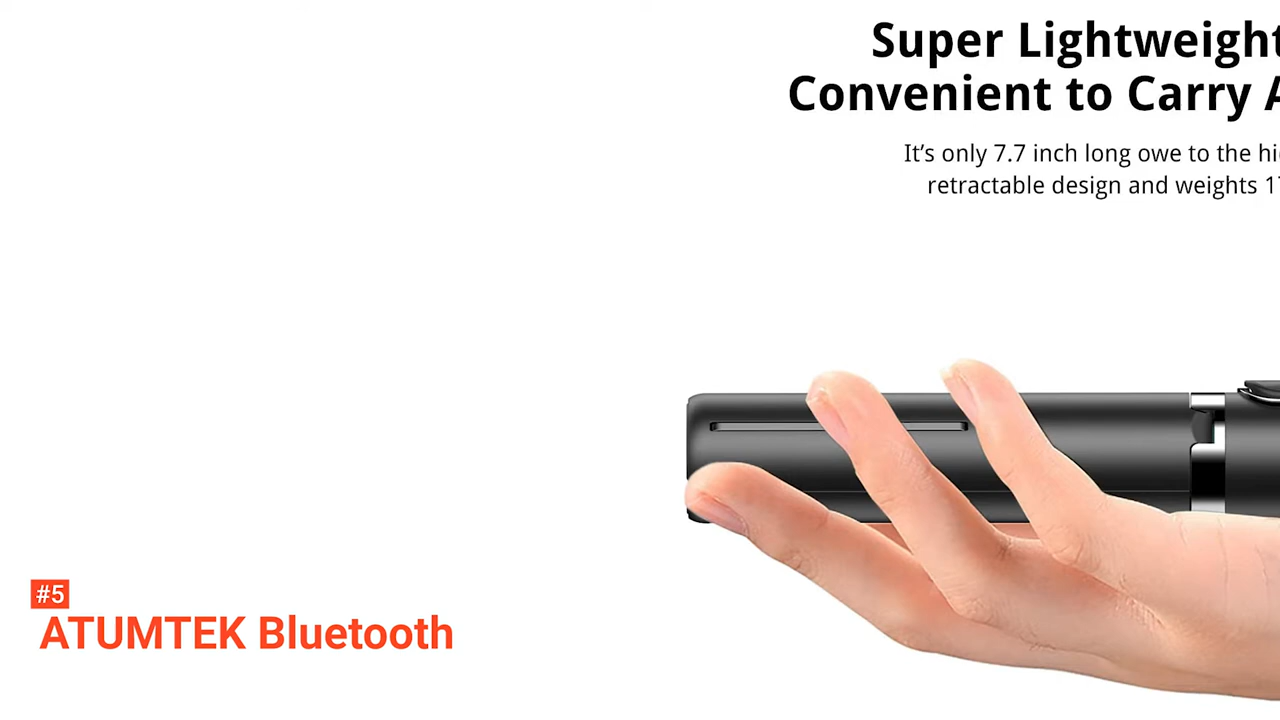 Super Lightweight
Convenient to Carry
It's only 7.7 inch long owe to the
retractable design and weights
#5
ATUMTEK Bluetooth